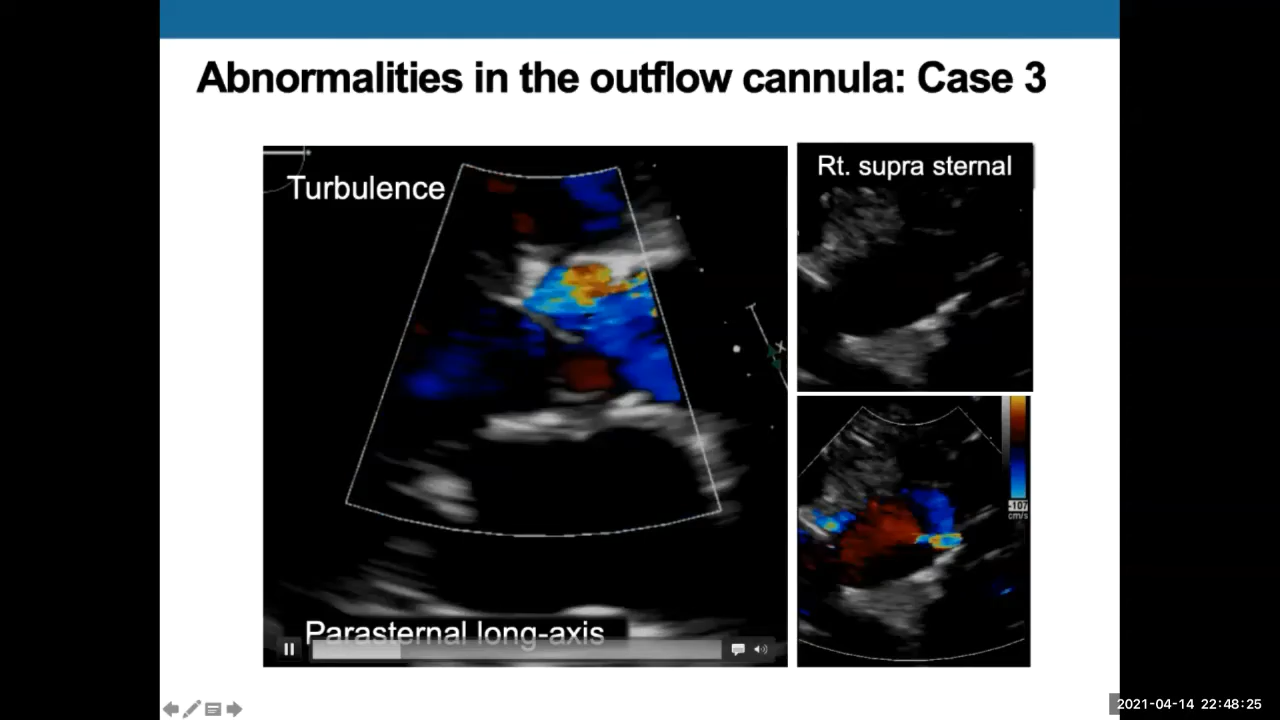 Abnormalities in the outflow cannula: Case 3
Turbulence
Rt. supra sternal
-107
cm/s
Parasternal long-axis
2021-04-14 22:48:25